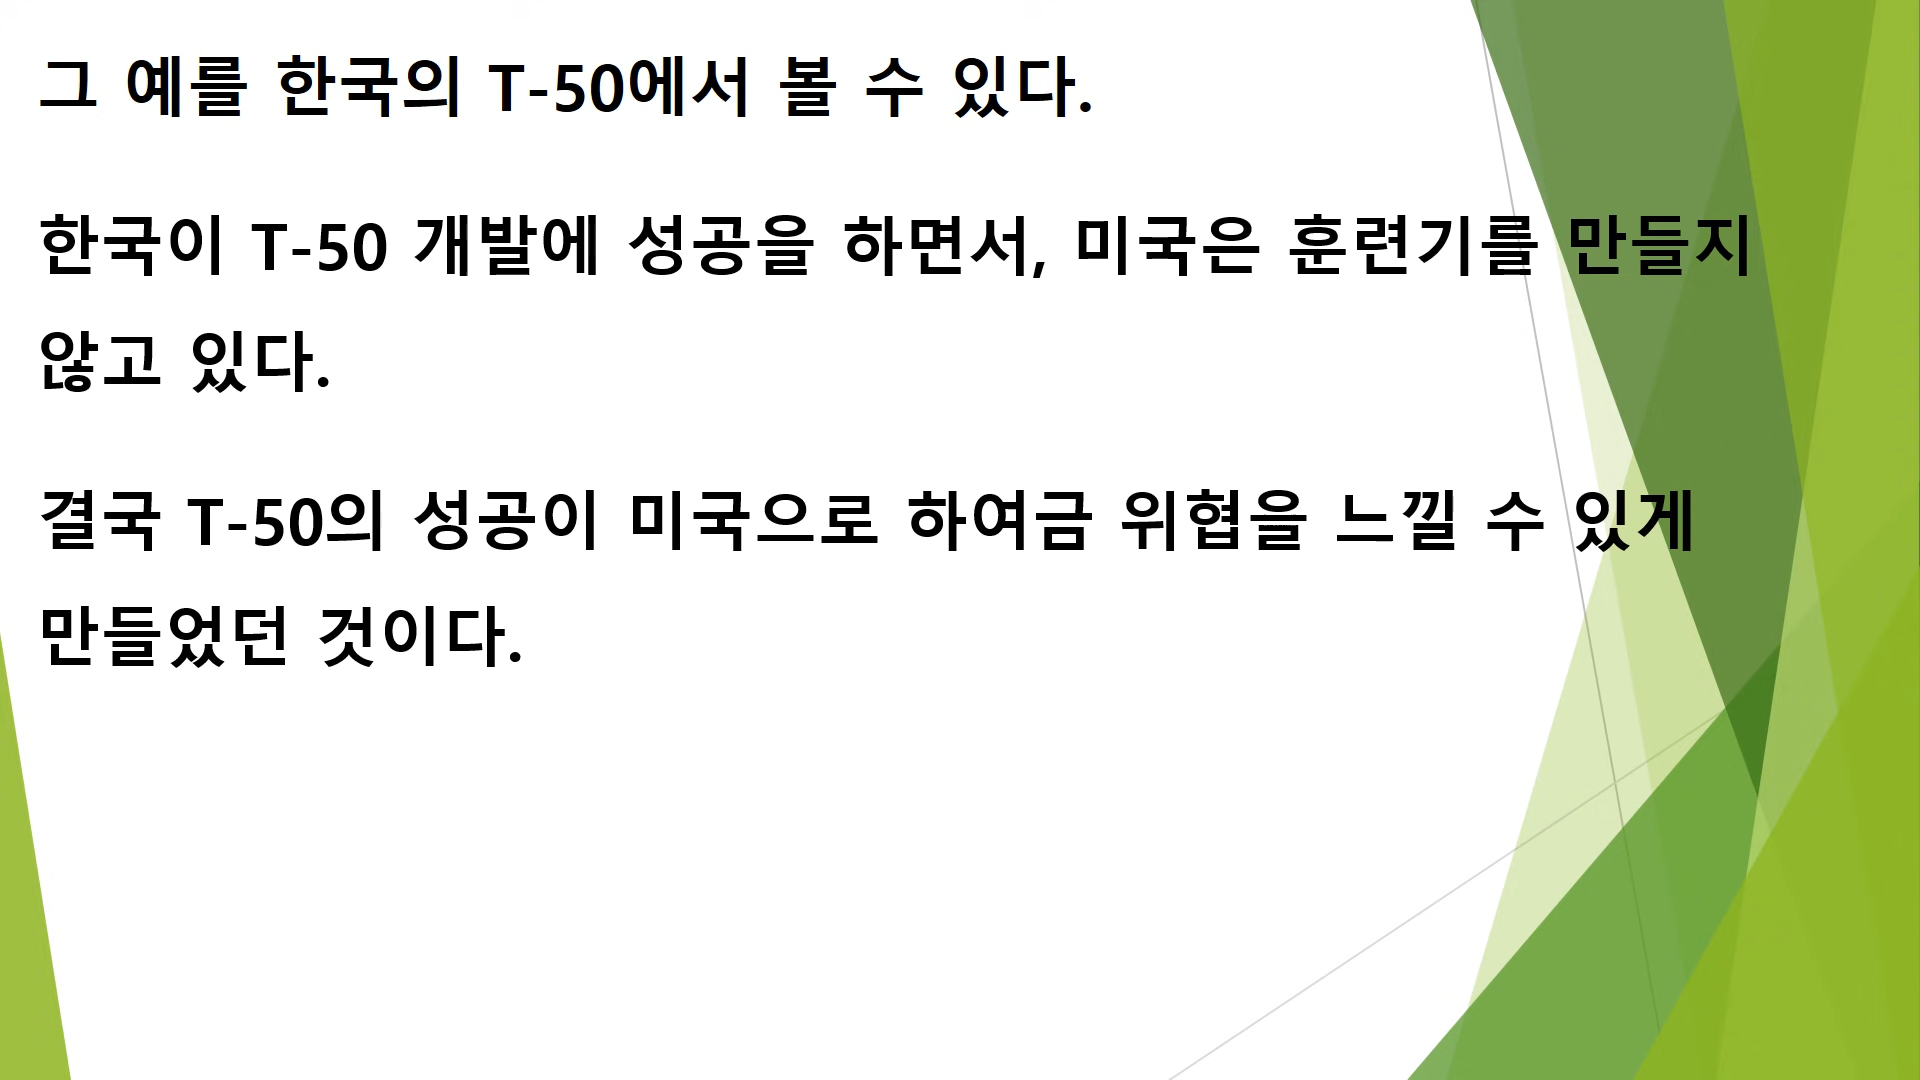 그 예를 한국의 T-50에서 볼 수 있다.
한국이 T-50 개발에 성공을 하면서, 미국은 훈련기를 만들지
않고 있다.
결국 T-50의 성공이 미국으로 하여금 위협을 느낄 수 있게
만들었던 것이다.